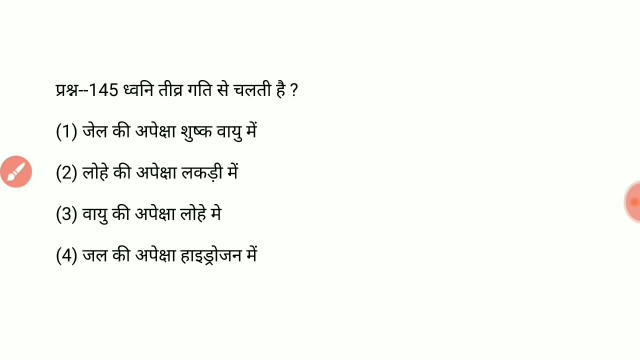 प्रश्न--145 ध्वनि तीव्र गति से चलती है ?
(1) जेल की अपेक्षा शुष्क वायु में
(2) लोहे की अपेक्षा लकड़ी में
(3) वायु की अपेक्षा लोहे मे
(4) जल की अपेक्षा हाइड्रोजन में